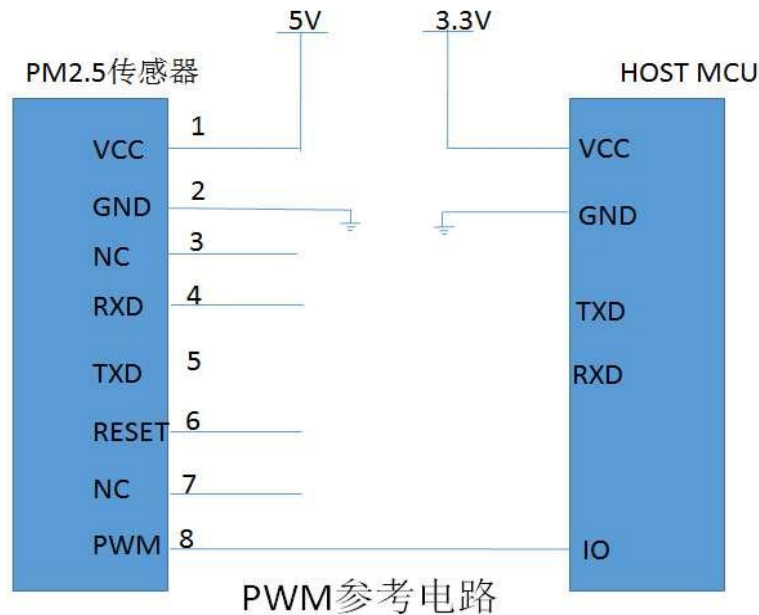 5V
3.3V
PM2.5传感器
HOST MCU
VCC 1
GND 2
NC 3
RXD 4
TXD 5
RESET 6
NC 7
PWM 8
VCC
GND
TXD
RXD
IO
PWM参考电路